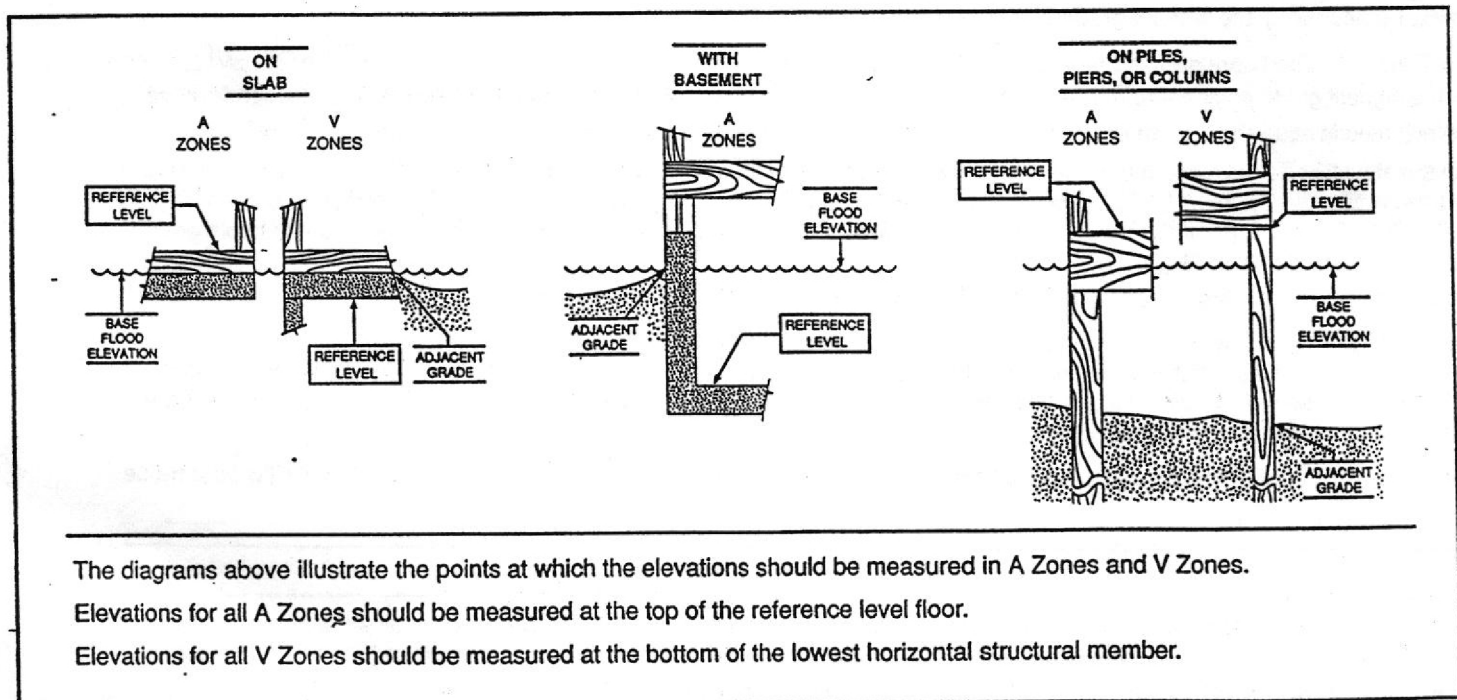 ON
SLAB
A
ZONES
V
ZONES
REFERENCE
LEVEL
BASE
FLOOD
ELEVATION
REFERENCE
LEVEL
ADJACENT
GRADE
WITH
BASEMENT
A
ZONES
BASE
FLOOD
ELEVATION
ADJACENT
GRADE
REFERENCE
LEVEL
ON PILES,
PIERS, OR COLUMNS
A
ZONES
V
ZONES
REFERENCE
LEVEL
REFERENCE
LEVEL
BASE
FLOOD
ELEVATION
ADJACENT
GRADE
The diagrams above illustrate the points at which the elevations should be measured in A Zones and V Zones.
Elevations for all A Zones should be measured at the top of the reference level floor.
Elevations for all V Zones should be measured at the bottom of the lowest horizontal structural member.